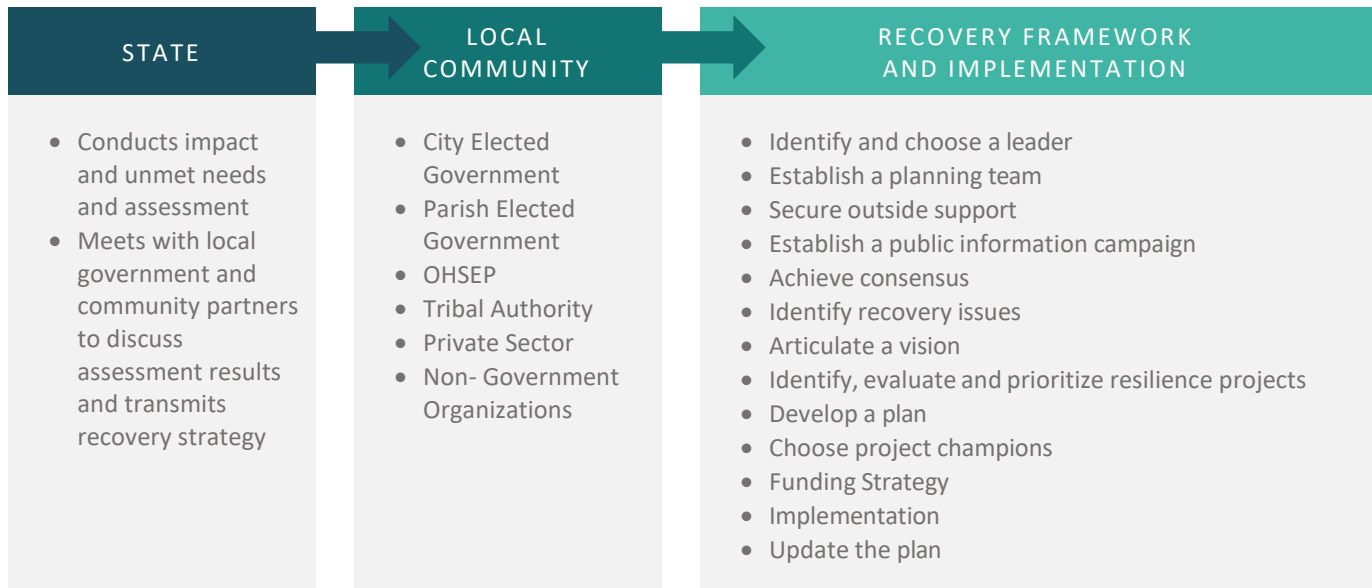 STATE
LOCAL
COMMUNITY
RECOVERY FRAMEWORK
AND IMPLEMENTATION
• Conducts impact
and unmet needs
and assessment
• Meets with local
government and
community partners
to discuss
assessment results
and transmits
recovery strategy
• City Elected
Government
• Parish Elected
Government
• OHSEP
• Tribal Authority
• Private Sector
• Non- Government
Organizations
• Identify and choose a leader
• Establish a planning team
• Secure outside support
• Establish a public information campaign
• Achieve consensus
• Identify recovery issues
• Articulate a vision
• Identify, evaluate and prioritize resilience projects
• Develop a plan
• Choose project champions
• Funding Strategy
• Implementation
• Update the plan